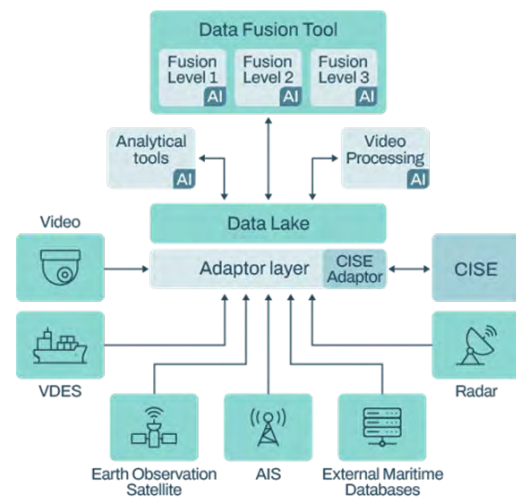 Data Fusion Tool
Fusion
Level 1
AI
Fusion
Level 2
AI
Fusion
Level 3
AI
Analytical
tools
AI
Video
Processing
AI
Data Lake
Video
Adaptor layer
CISE
Adaptor
CISE
VDES
Radar
Earth Observation
Satellite
AIS
External Maritime
Databases